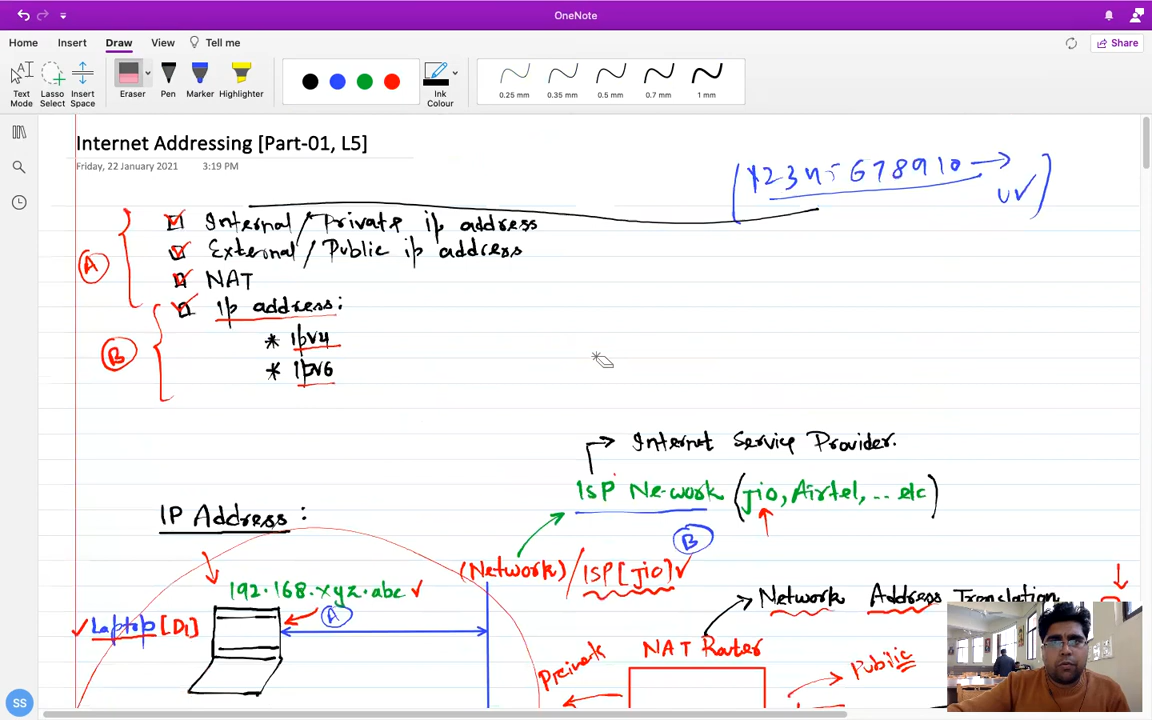 OneNote
Home Insert Draw View Tell me
Share
Text Mode
Lasso Select
Insert Space
Eraser
Pen
Marker
Highlighter
Ink Colour
0.25 mm 0.35 mm 0.5 mm 0.7 mm 1 mm
Internet Addressing [Part-01, L5]
Friday, 22 January 2021 3:19 PM
12345678910 →
Internal / Private ip address
External / Public ip address
A
NAT
Ip address:
* IpV4
B
* IpV6
→ Internet Service Provider.
ISP Network (jio, Airtel, .. etc)
IP Address:
B
(Network) / ISP [Jio] ✓
192.168.xyz.abc ✓
Network Address Translation
✓ Laptop [D1]
A
NAT Router
Preivark
Public
SS